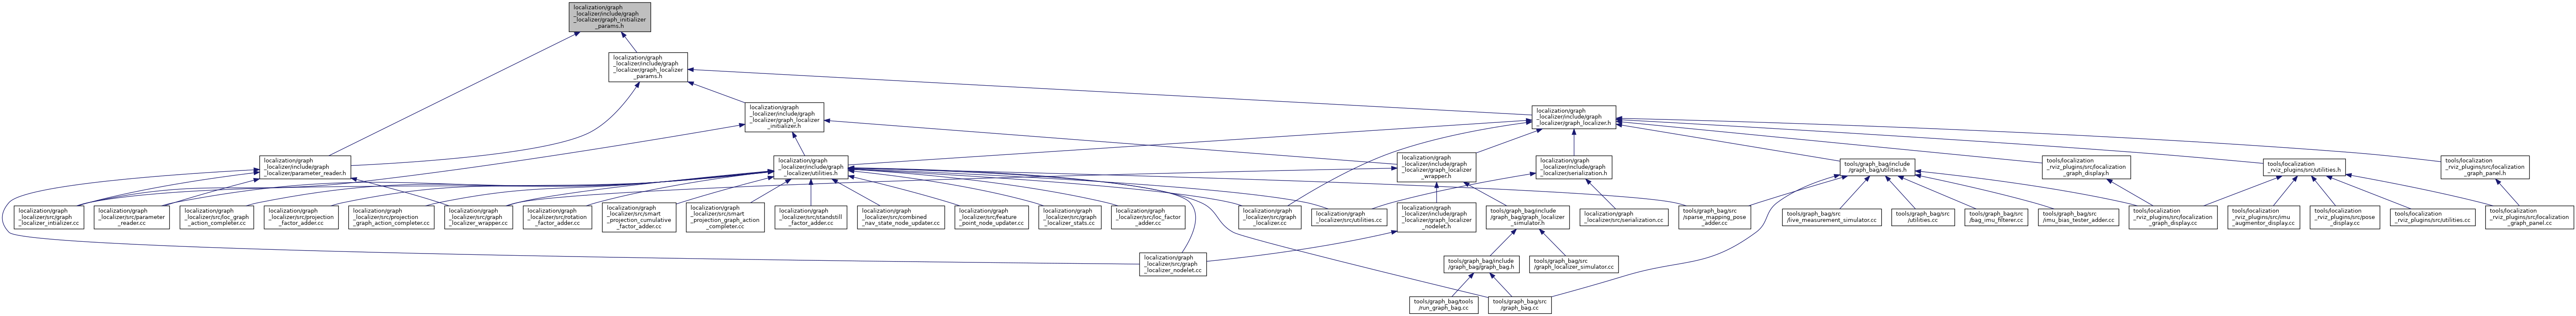 localization/graph
_localizer/include/graph
_localizer/graph_initializer
_params.h
localization/graph
_localizer/include/graph
_localizer/graph_localizer
_params.h
localization/graph
_localizer/include/graph
_localizer/graph_localizer
_initializer.h
localization/graph
_localizer/include/graph
_localizer/graph_localizer.h
localization/graph
_localizer/include/graph
_localizer/parameter_reader.h
localization/graph
_localizer/include/graph
_localizer/utilities.h
localization/graph
_localizer/include/graph
_localizer/graph_localizer
_wrapper.h
localization/graph
_localizer/include/graph
_localizer/serialization.h
tools/graph_bag/include
/graph_bag/utilities.h
tools/localization
_rviz_plugins/src/localization
_graph_display.h
tools/localization
_rviz_plugins/src/utilities.h
tools/localization
_rviz_plugins/src/localization
_graph_panel.h
localization/graph
_localizer/src/graph
_localizer_intializer.cc
localization/graph
_localizer/src/parameter
_reader.cc
localization/graph
_localizer/src/loc_graph
_action_completer.cc
localization/graph
_localizer/src/projection
_factor_adder.cc
localization/graph
_localizer/src/projection
_graph_action_completer.cc
localization/graph
_localizer/src/graph
_localizer_wrapper.cc
localization/graph
_localizer/src/rotation
_factor_adder.cc
localization/graph
_localizer/src/smart
_projection_cumulative
_factor_adder.cc
localization/graph
_localizer/src/smart
_projection_graph_action
_completer.cc
localization/graph
_localizer/src/standstill
_factor_adder.cc
localization/graph
_localizer/src/combined
_nav_state_node_updater.cc
localization/graph
_localizer/src/feature
_point_node_updater.cc
localization/graph
_localizer/src/graph
_localizer_stats.cc
localization/graph
_localizer/src/loc_factor
_adder.cc
localization/graph
_localizer/src/graph
_localizer.cc
localization/graph
_localizer/src/utilities.cc
localization/graph
_localizer/include/graph
_localizer/graph_localizer
_nodelet.h
tools/graph_bag/include
/graph_bag/graph_localizer
_simulator.h
localization/graph
_localizer/src/serialization.cc
tools/graph_bag/src
/sparse_mapping_pose
_adder.cc
tools/graph_bag/src
/live_measurement_simulator.cc
tools/graph_bag/src
/utilities.cc
tools/graph_bag/src
/bag_imu_filterer.cc
tools/graph_bag/src
/imu_bias_tester_adder.cc
tools/localization
_rviz_plugins/src/localization
_graph_display.cc
tools/localization
_rviz_plugins/src/imu
_augmentor_display.cc
tools/localization
_rviz_plugins/src/pose
_display.cc
tools/localization
_rviz_plugins/src/utilities.cc
tools/localization
_rviz_plugins/src/localization
_graph_panel.cc
localization/graph
_localizer/src/graph
_localizer_nodelet.cc
tools/graph_bag/include
/graph_bag/graph_bag.h
tools/graph_bag/src
/graph_localizer_simulator.cc
tools/graph_bag/tools
/run_graph_bag.cc
tools/graph_bag/src
/graph_bag.cc